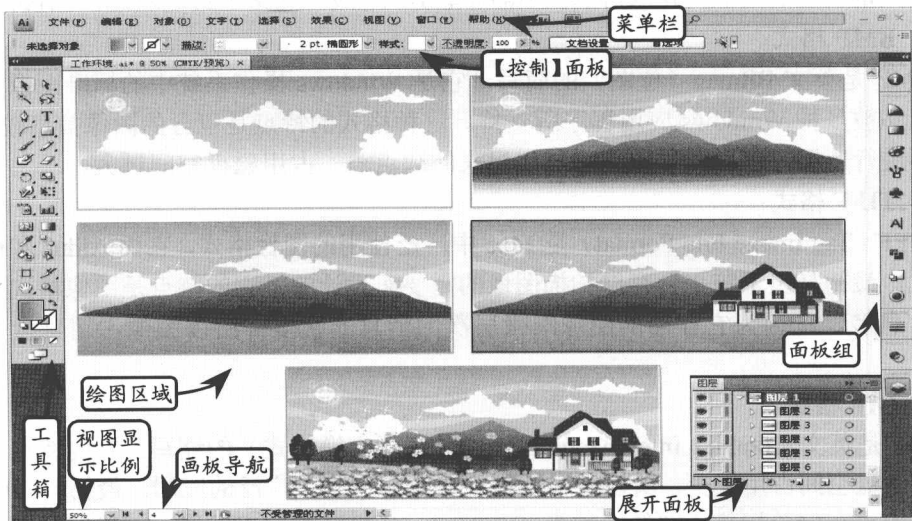 Ai 文件(F) 编辑(E) 对象(O) 文字(T) 选择(S) 效果(C) 视图(V) 窗口(W) 帮助(H)
菜单栏
未选择对象 描边: 2 pt. 椭圆形 样式: 不透明度: 100 % 文档设置 首选项
【控制】面板
工作环境.ai* @ 50% (CMYK/预览) ×
面板组
绘图区域
图层
图层 1
图层 2
图层 3
图层 4
图层 5
图层 6
1 个图层
工具箱
视图显示比例
画板导航
展开面板
50% 4 不受管理的文件